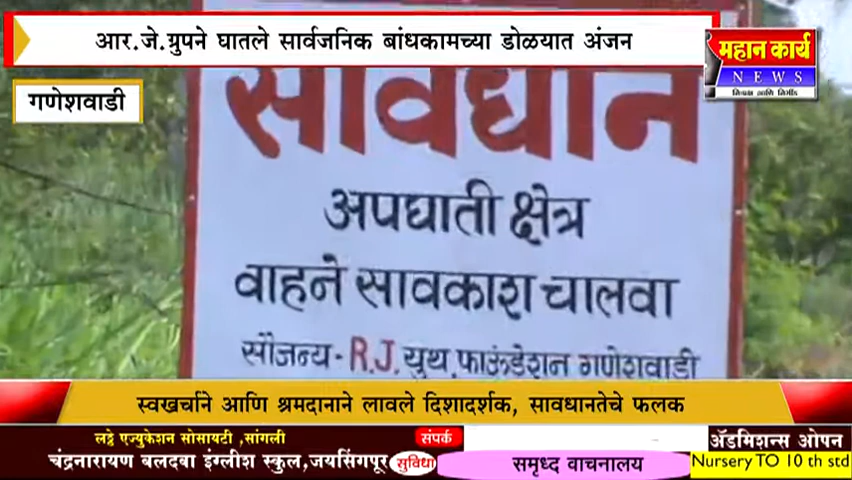 आर.जे.ग्रुपने घातले सार्वजनिक बांधकामच्या डोळयात अंजन
महान कार्य
NEWS
गणेशवाडी
सावधान
अपघाती क्षेत्र
वाहने सावकाश चालवा
सौजन्य - R.J. युथ फाऊंडेशन गणेशवाडी
स्वखर्चाने आणि श्रमदानाने लावले दिशादर्शक, सावधानतेचे फलक
लठ्ठे एज्युकेशन सोसायटी ,सांगली
चंद्रनारायण बलदवा इंग्लीश स्कुल,जयसिंगपूर
संपर्क
सुविधा
समृध्द वाचनालय
ॲडमिशन्स ओपन
Nursery TO 10 th std